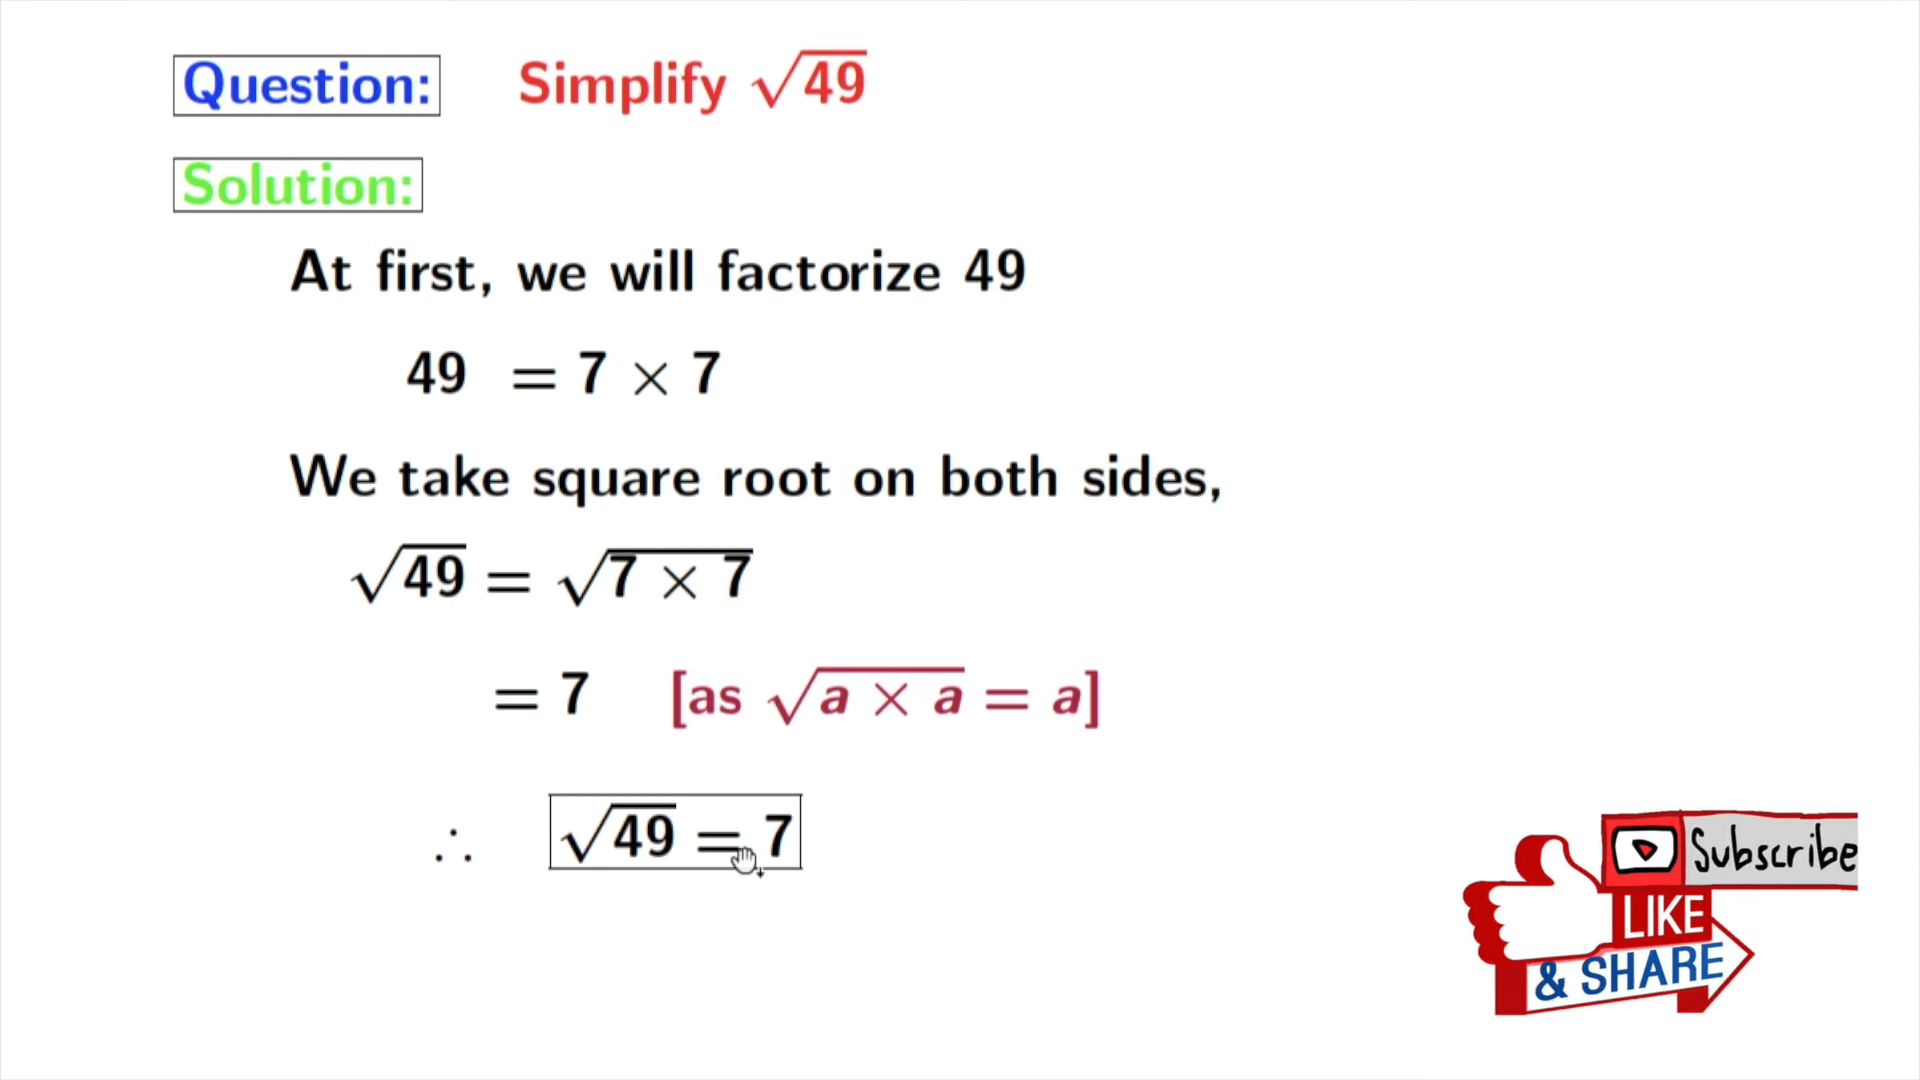 Question: Simplify √49
Solution:
At first, we will factorize 49
49 = 7 × 7
We take square root on both sides,
√49 = √7 × 7
= 7 [as √a × a = a]
∴ √49 = 7
Subscribe
LIKE
& SHARE